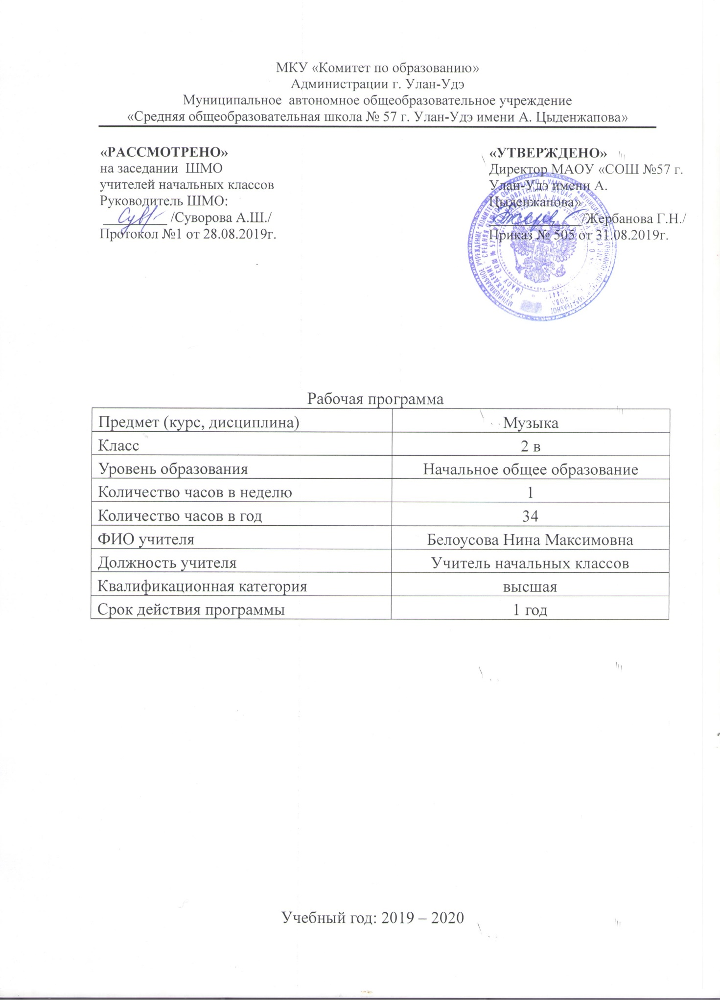 МКУ «Комитет по образованию»
Администрации г. Улан-Удэ
Муниципальное  автономное общеобразовательное учреждение
«Средняя общеобразовательная школа № 57 г. Улан-Удэ имени А. Цыденжапова»
«РАССМОТРЕНО»
на заседании  ШМО
учителей начальных классов
Руководитель ШМО:
/Суворова А.Ш./
Протокол №1 от 28.08.2019г.
«УТВЕРЖДЕНО»
Директор МАОУ «СОШ №57 г.
Улан-Удэ имени А.
Цыденжапова»
/Жербанова Г.Н./
Приказ № 505 от 31.08.2019г.
Рабочая программа
Предмет (курс, дисциплина) Музыка
Класс 2 в
Уровень образования Начальное общее образование
Количество часов в неделю 1
Количество часов в год 34
ФИО учителя Белоусова Нина Максимовна
Должность учителя Учитель начальных классов
Квалификационная категория высшая
Срок действия программы 1 год
Учебный год: 2019 – 2020